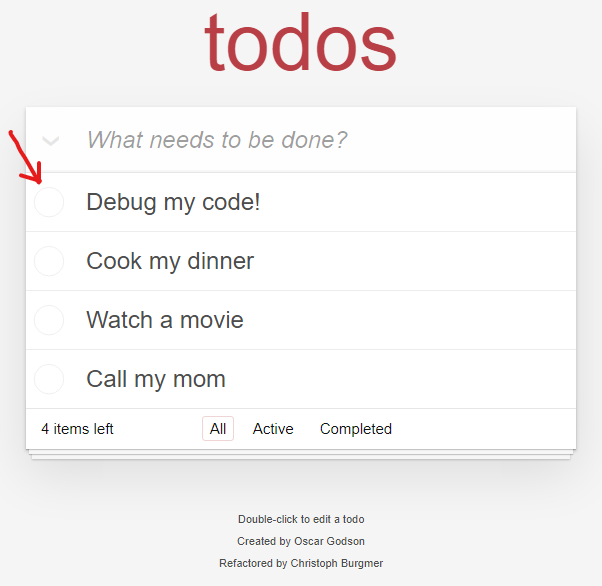 todos
What needs to be done?
Debug my code!
Cook my dinner
Watch a movie
Call my mom
4 items left All Active Completed
Double-click to edit a todo
Created by Oscar Godson
Refactored by Christoph Burgmer